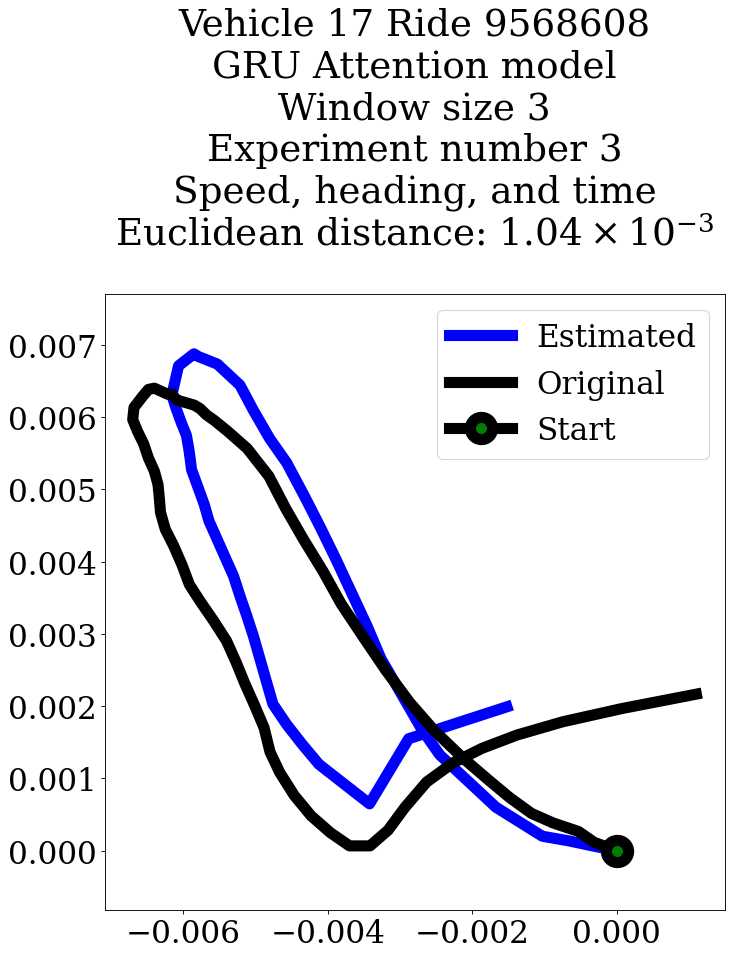 Vehicle 17 Ride 9568608
GRU Attention model
Window size 3
Experiment number 3
Speed, heading, and time
Euclidean distance: 1.04 × 10⁻³
Estimated
Original
Start
0.007
0.006
0.005
0.004
0.003
0.002
0.001
0.000
−0.006 −0.004 −0.002 0.000